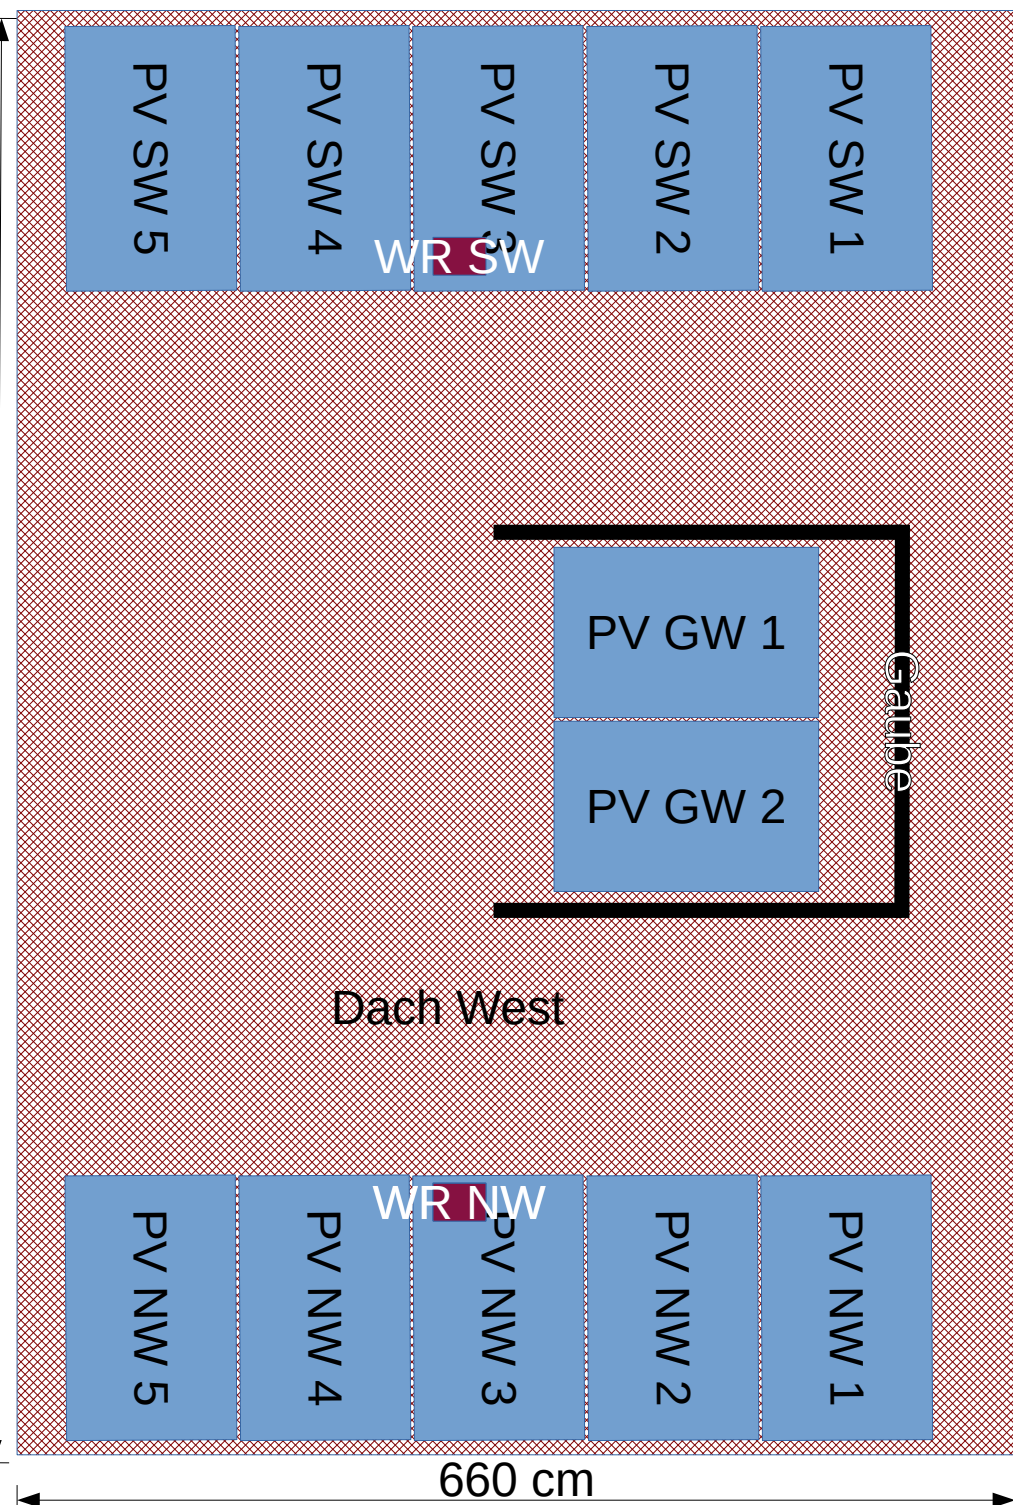 PV SW 5
PV SW 4
PV SW 3
PV SW 2
PV SW 1
WR SW
PV GW 1
Gaube
PV GW 2
Dach West
WR NW
PV NW 5
PV NW 4
PV NW 3
PV NW 2
PV NW 1
660 cm